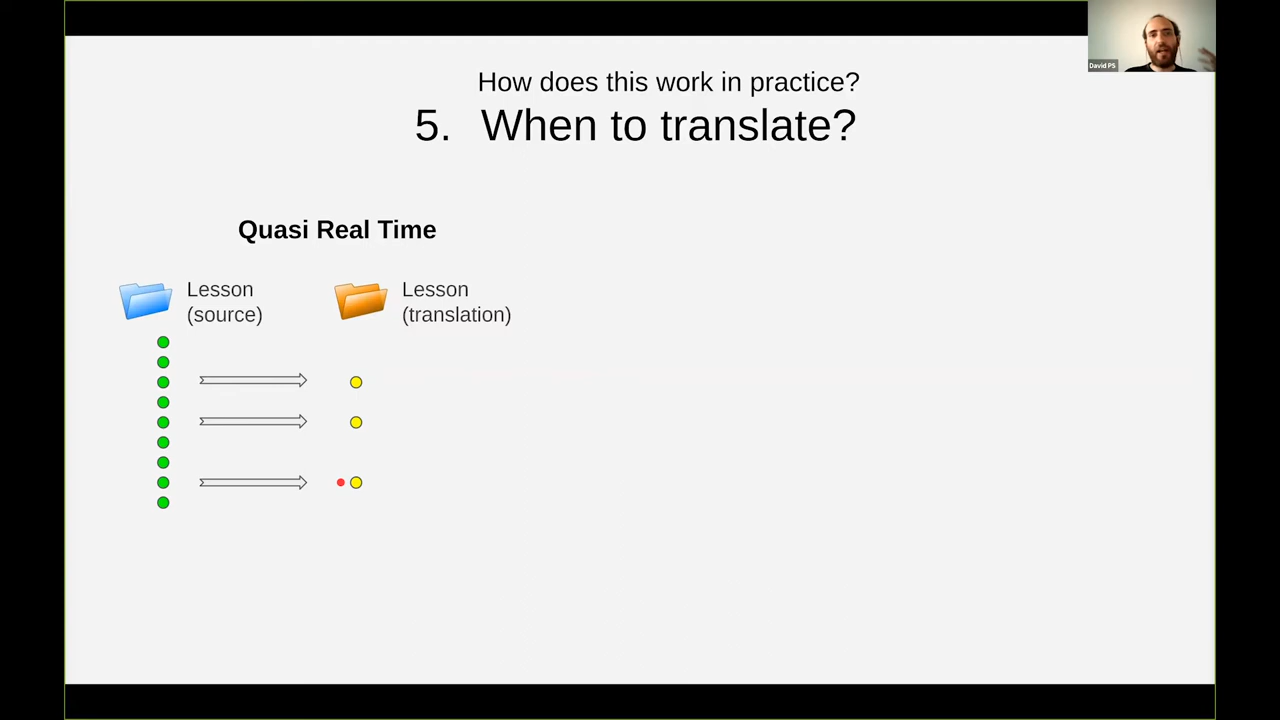 David PS
How does this work in practice?
5. When to translate?
Quasi Real Time
Lesson
(source)
Lesson
(translation)